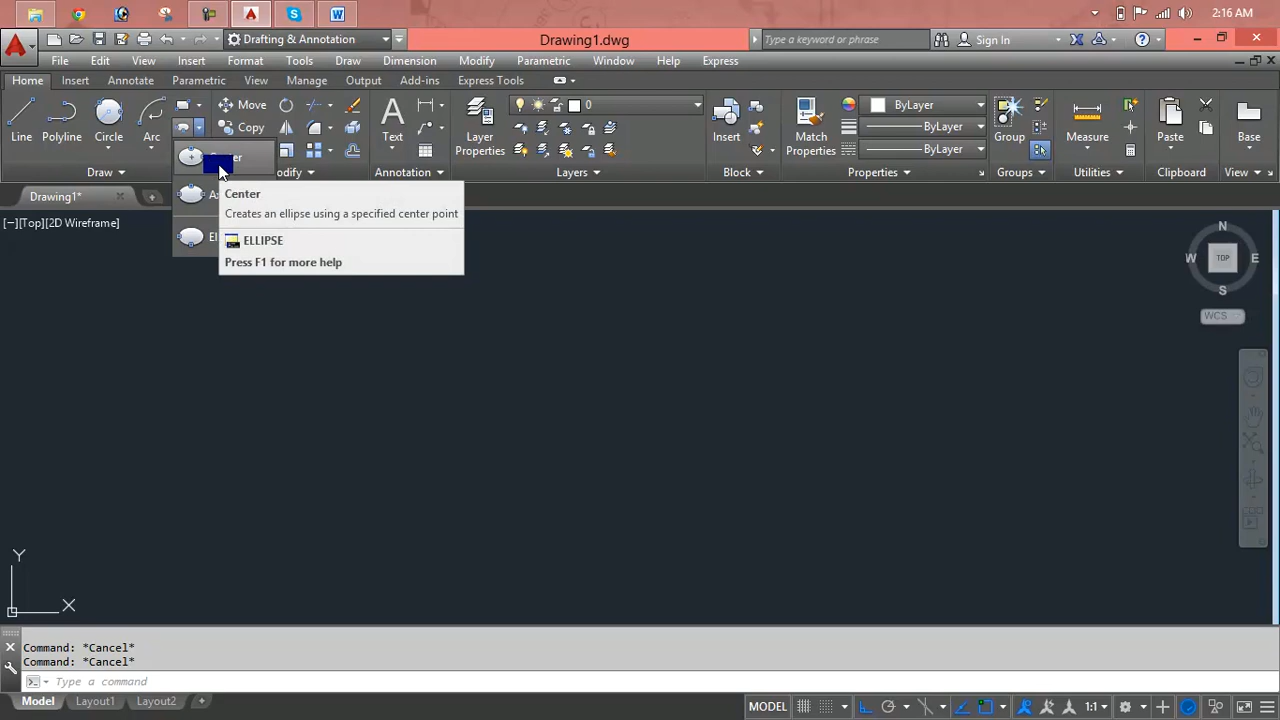 2:16 AM
Drafting & Annotation
Drawing1.dwg
Type a keyword or phrase
Sign In
File Edit View Insert Format Tools Draw Dimension Modify Parametric Window Help Express
Home Insert Annotate Parametric View Manage Output Add-ins Express Tools
Line Polyline Circle Arc
Move
Copy
Text
Layer Properties
0
Insert
Match Properties
ByLayer
ByLayer
ByLayer
Group
Measure
Paste
Base
Draw
odify
Annotation
Layers
Block
Properties
Groups
Utilities
Clipboard
View
Drawing1*
[−][Top][2D Wireframe]
Center
Creates an ellipse using a specified center point
ELLIPSE
Press F1 for more help
N
W TOP E
S
WCS
Y
X
Command: *Cancel*
Command: *Cancel*
Type a command
Model Layout1 Layout2 +
MODEL
1:1